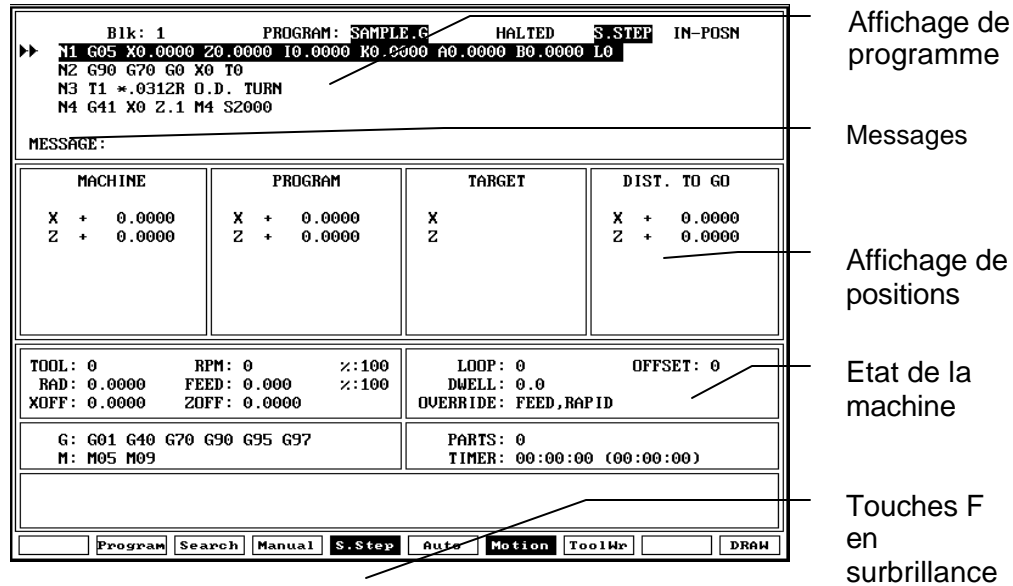 Blk: 1 PROGRAM: SAMPLE.G HALTED S.STEP IN-POSN
N1 G05 X0.0000 Z0.0000 I0.0000 K0.0000 A0.0000 B0.0000 L0
N2 G90 G70 G0 X0 T0
N3 T1 *.0312R O.D. TURN
N4 G41 X0 Z.1 M4 S2000
MESSAGE:
MACHINE PROGRAM TARGET DIST. TO GO
X + 0.0000 X + 0.0000 X X + 0.0000
Z + 0.0000 Z + 0.0000 Z Z + 0.0000
TOOL: 0 RPM: 0 %:100 LOOP: 0 OFFSET: 0
RAD: 0.0000 FEED: 0.000 %:100 DWELL: 0.0
XOFF: 0.0000 ZOFF: 0.0000 OVERRIDE: FEED,RAPID
G: G01 G40 G70 G90 G95 G97 PARTS: 0
M: M05 M09 TIMER: 00:00:00 (00:00:00)
Program Search Manual S.Step Auto Motion ToolWr DRAW
Affichage de
programme
Messages
Affichage de
positions
Etat de la
machine
Touches F
en
surbrillance